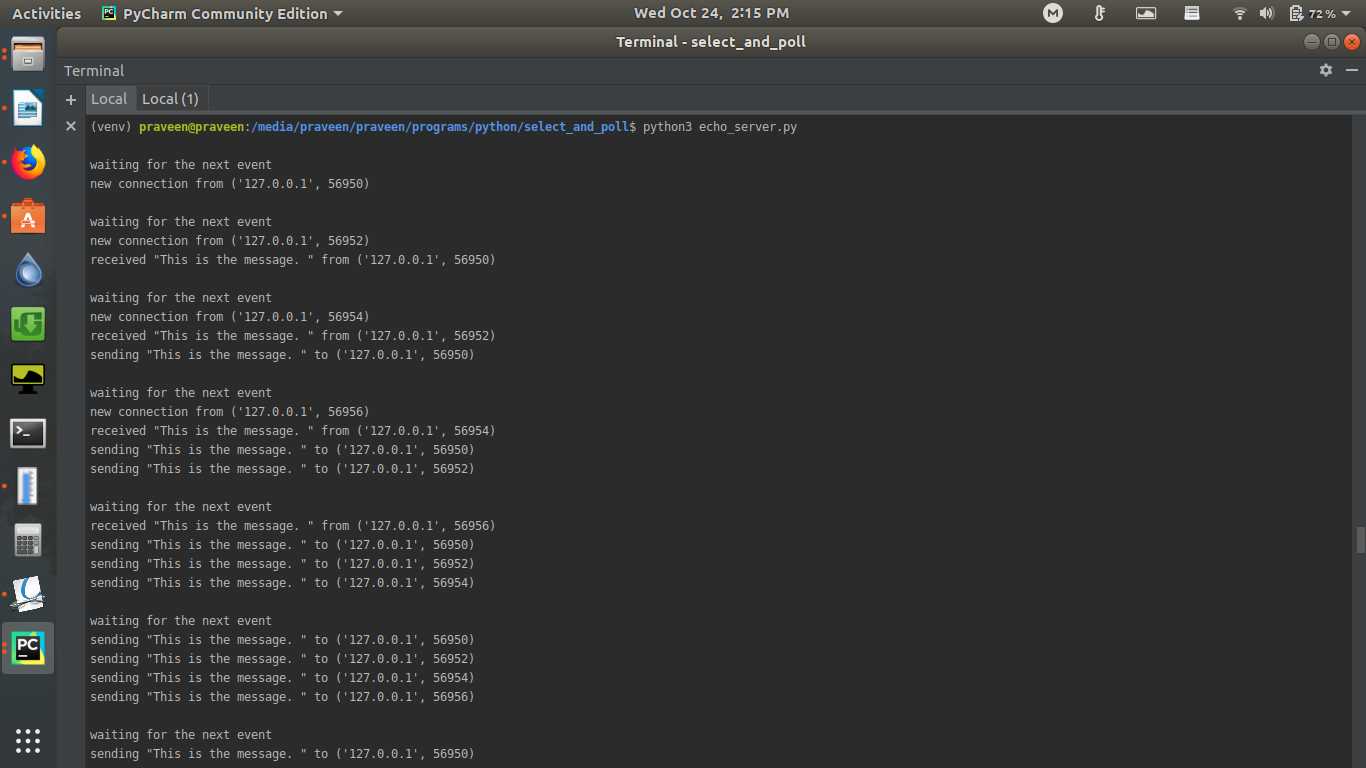 Activities PyCharm Community Edition Wed Oct 24, 2:15 PM M 72%
Terminal - select_and_poll
Terminal
+ Local Local (1)
(venv) praveen@praveen:/media/praveen/praveen/programs/python/select_and_poll$ python3 echo_server.py
waiting for the next event
new connection from ('127.0.0.1', 56950)
waiting for the next event
new connection from ('127.0.0.1', 56952)
received "This is the message. " from ('127.0.0.1', 56950)
waiting for the next event
new connection from ('127.0.0.1', 56954)
received "This is the message. " from ('127.0.0.1', 56952)
sending "This is the message. " to ('127.0.0.1', 56950)
waiting for the next event
new connection from ('127.0.0.1', 56956)
received "This is the message. " from ('127.0.0.1', 56954)
sending "This is the message. " to ('127.0.0.1', 56950)
sending "This is the message. " to ('127.0.0.1', 56952)
waiting for the next event
received "This is the message. " from ('127.0.0.1', 56956)
sending "This is the message. " to ('127.0.0.1', 56950)
sending "This is the message. " to ('127.0.0.1', 56952)
sending "This is the message. " to ('127.0.0.1', 56954)
waiting for the next event
sending "This is the message. " to ('127.0.0.1', 56950)
sending "This is the message. " to ('127.0.0.1', 56952)
sending "This is the message. " to ('127.0.0.1', 56954)
sending "This is the message. " to ('127.0.0.1', 56956)
waiting for the next event
sending "This is the message. " to ('127.0.0.1', 56950)
PC